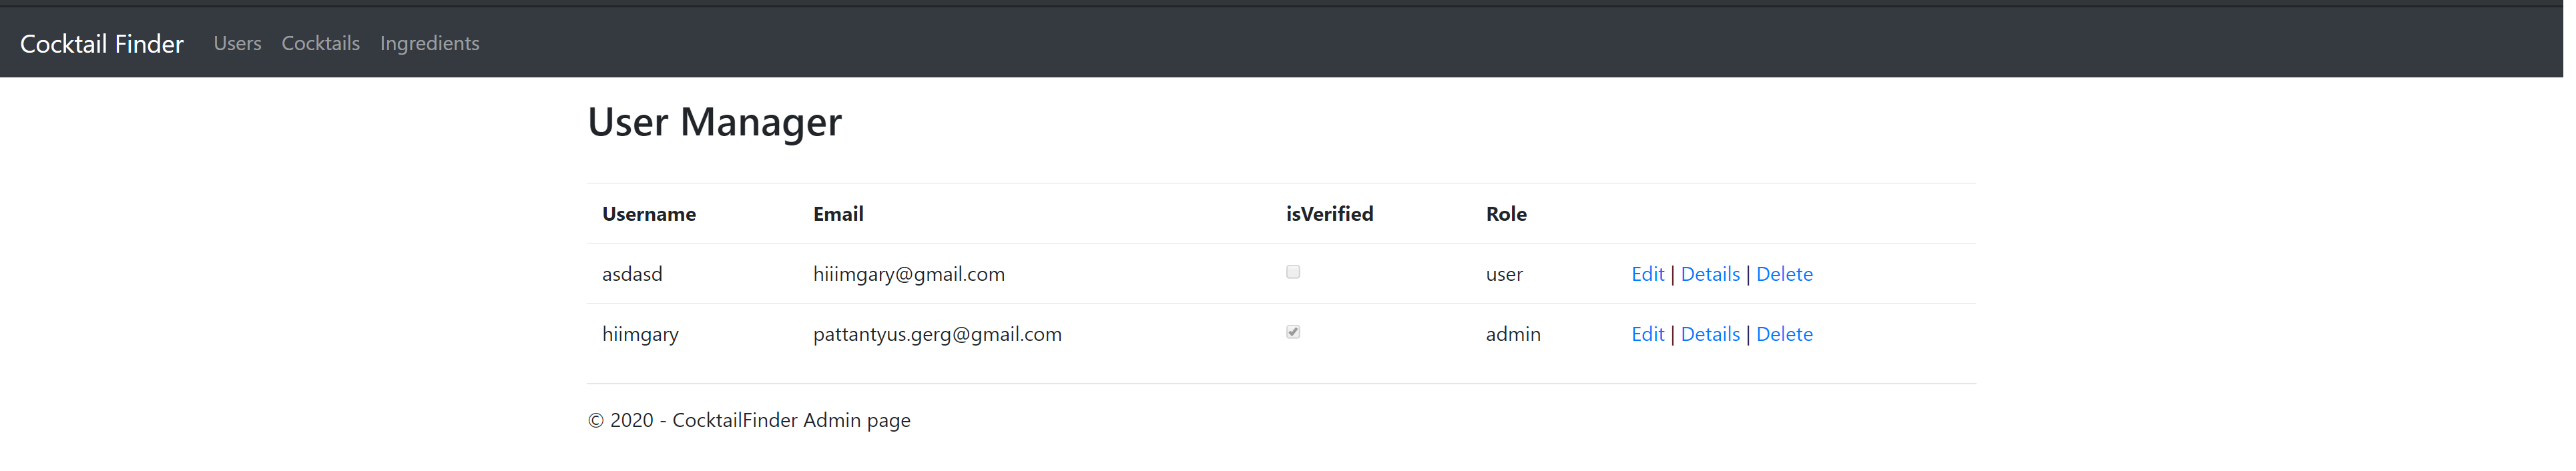 Cocktail Finder Users Cocktails Ingredients
User Manager
Username Email isVerified Role
asdasd hiiimgary@gmail.com user Edit | Details | Delete
hiimgary pattantyus.gerg@gmail.com admin Edit | Details | Delete
© 2020 - CocktailFinder Admin page